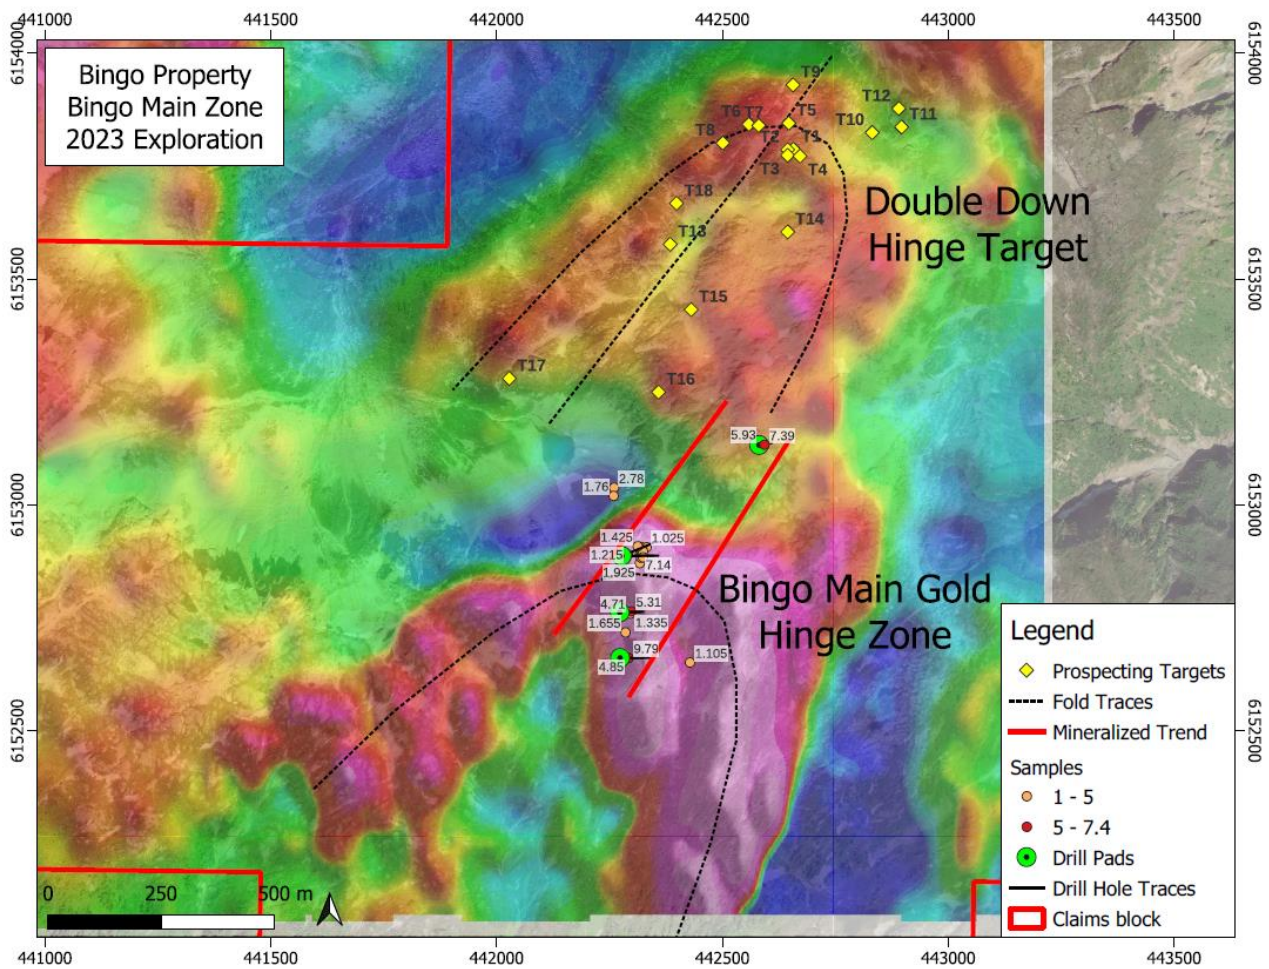 441000 441500 442000 442500 443000 443500
6154000
6154000
Bingo Property
Bingo Main Zone
2023 Exploration
T9
T12
T11
T10
T6
T7
T5
T8
T2
T1
T3
T4
T18
T13
T14
Double Down
Hinge Target
6153500
6153500
T15
T17
T16
5.93
7.39
2.78
1.76
6153000
6153000
1.425
1.025
1.215
7.14
1.925
Bingo Main Gold
Hinge Zone
4.71
5.31
1.655
1.335
9.79
1.105
4.85
6152500
6152500
Legend
Prospecting Targets
Fold Traces
Mineralized Trend
Samples
1 - 5
5 - 7.4
Drill Pads
Drill Hole Traces
Claims block
0 250 500 m
441000 441500 442000 442500 443000 443500